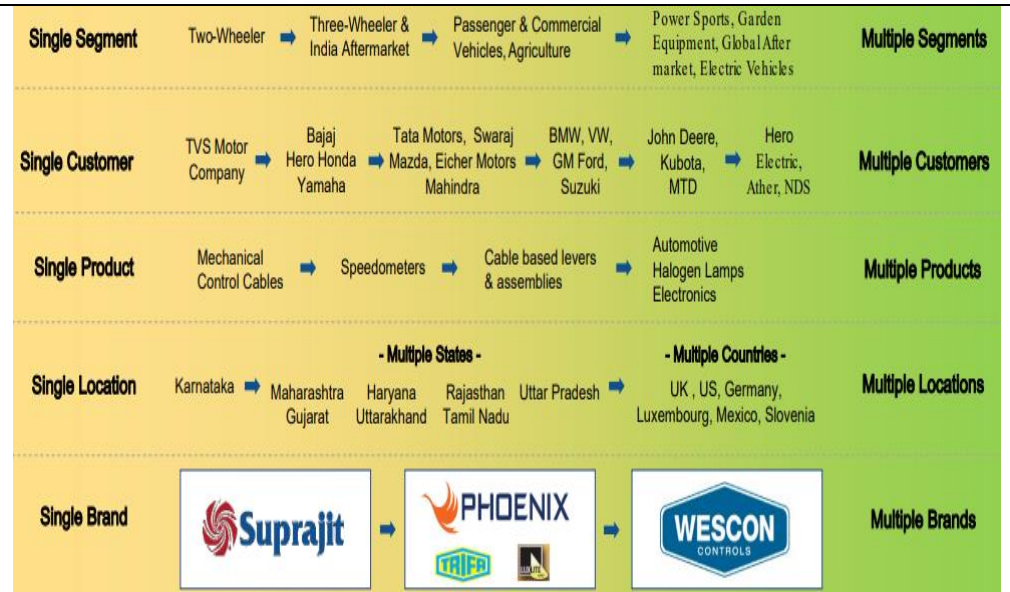 Single Segment
Two-Wheeler
Three-Wheeler &
India Aftermarket
Passenger & Commercial
Vehicles, Agriculture
Power Sports, Garden
Equipment, Global After
market, Electric Vehicles
Multiple Segments
Single Customer
TVS Motor
Company
Bajaj
Hero Honda
Yamaha
Tata Motors, Swaraj
Mazda, Eicher Motors
Mahindra
BMW, VW,
GM Ford,
Suzuki
John Deere,
Kubota,
MTD
Hero
Electric,
Ather, NDS
Multiple Customers
Single Product
Mechanical
Control Cables
Speedometers
Cable based levers
& assemblies
Automotive
Halogen Lamps
Electronics
Multiple Products
Single Location
Karnataka
- Multiple States -
Maharashtra
Gujarat
Haryana
Uttarakhand
Rajasthan
Tamil Nadu
Uttar Pradesh
- Multiple Countries -
UK , US, Germany,
Luxembourg, Mexico, Slovenia
Multiple Locations
Single Brand
Suprajit
PHOENIX
TRIFA
WESCON
CONTROLS
Multiple Brands